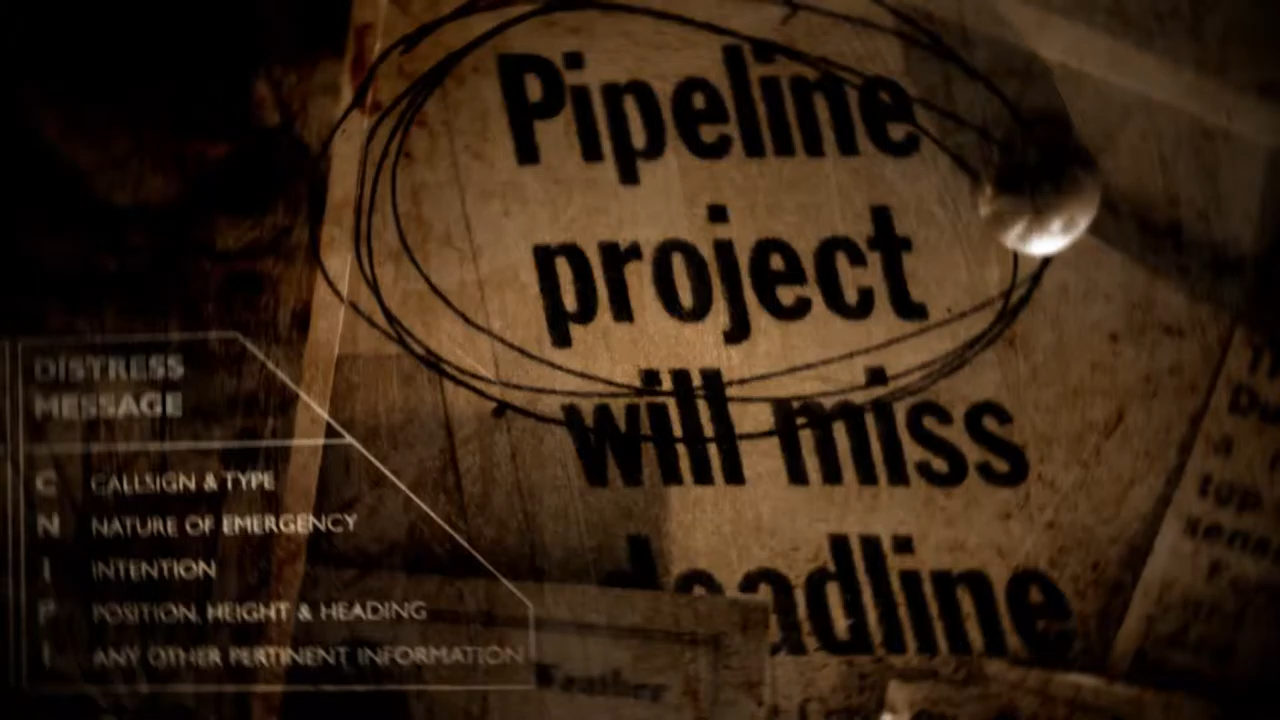 Pipeline
project
will miss
deadline
DISTRESS
MESSAGE
C CALLSIGN & TYPE
N NATURE OF EMERGENCY
I INTENTION
P POSITION, HEIGHT & HEADING
I ANY OTHER PERTINENT INFORMATION
Weather